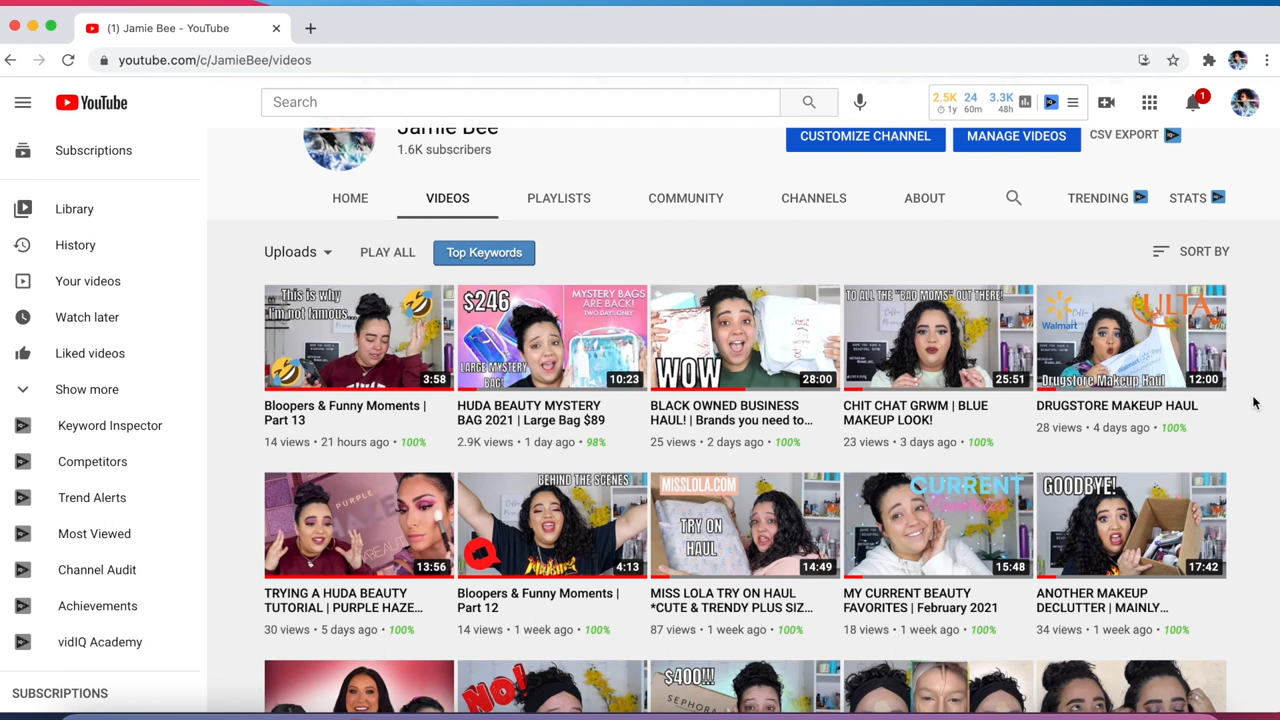 (1) Jamie Bee - YouTube
youtube.com/c/JamieBee/videos
YouTube
Search
2.5K 24 3.3K
1y 60m 48h
1
Jamie Bee
1.6K subscribers
CUSTOMIZE CHANNEL
MANAGE VIDEOS
CSV EXPORT
HOME
VIDEOS
PLAYLISTS
COMMUNITY
CHANNELS
ABOUT
TRENDING
STATS
Subscriptions
Library
History
Your videos
Watch later
Liked videos
Show more
Keyword Inspector
Competitors
Trend Alerts
Most Viewed
Channel Audit
Achievements
vidIQ Academy
SUBSCRIPTIONS
Uploads
PLAY ALL
Top Keywords
SORT BY
This is why
I'm not famous...
3:58
Bloopers & Funny Moments |
Part 13
14 views • 21 hours ago • 100%
$246
MYSTERY BAGS
ARE BACK!
TWO DAYS ONLY
LARGE MYSTERY
BAG!
10:23
HUDA BEAUTY MYSTERY
BAG 2021 | Large Bag $89
2.9K views • 1 day ago • 98%
WOW
28:00
BLACK OWNED BUSINESS
HAUL! | Brands you need to...
25 views • 2 days ago • 100%
TO ALL THE "BAD MOMS" OUT THERE!
25:51
CHIT CHAT GRWM | BLUE
MAKEUP LOOK!
23 views • 3 days ago • 100%
Walmart
ULTA
Drugstore Makeup Haul
12:00
DRUGSTORE MAKEUP HAUL
28 views • 4 days ago • 100%
PURPLE
13:56
TRYING A HUDA BEAUTY
TUTORIAL | PURPLE HAZE...
30 views • 5 days ago • 100%
BEHIND THE SCENES
4:13
Bloopers & Funny Moments |
Part 12
14 views • 1 week ago • 100%
MISSLOLA.COM
TRY ON
HAUL
14:49
MISS LOLA TRY ON HAUL
*CUTE & TRENDY PLUS SIZ...
87 views • 1 week ago • 100%
CURRENT
15:48
MY CURRENT BEAUTY
FAVORITES | February 2021
18 views • 1 week ago • 100%
GOODBYE!
17:42
ANOTHER MAKEUP
DECLUTTER | MAINLY...
34 views • 1 week ago • 100%
NO!
$400!!!
SEPHORA